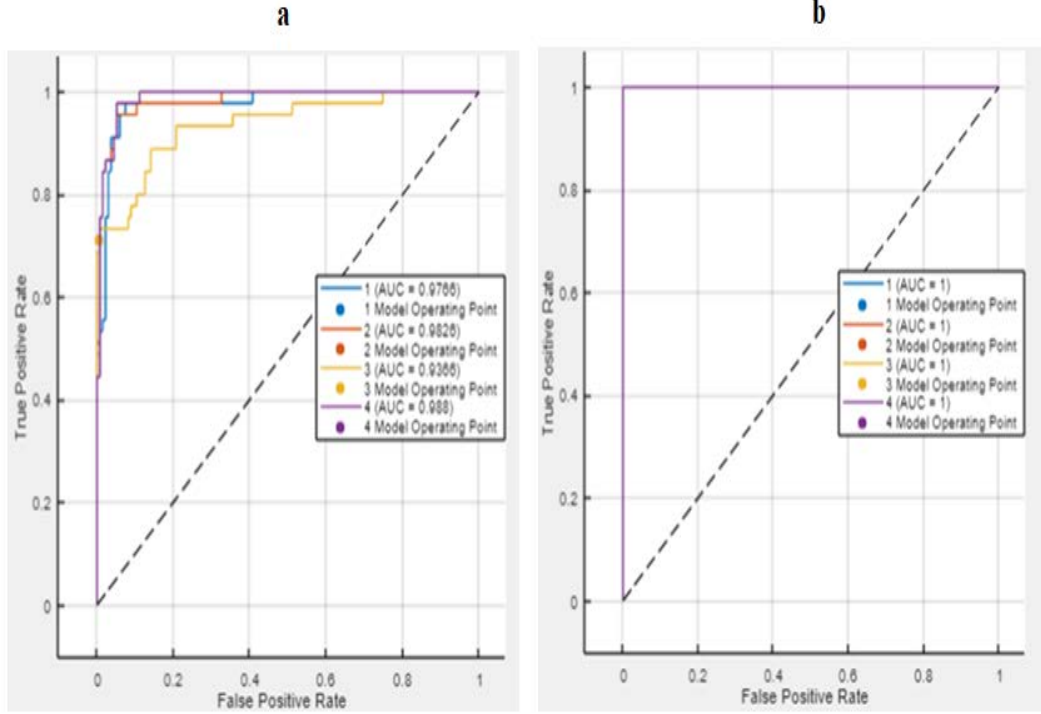 a
1
0.8
0.6
0.4
0.2
0
True Positive Rate
1 (AUC = 0.9766)
1 Model Operating Point
2 (AUC = 0.9826)
2 Model Operating Point
3 (AUC = 0.9366)
3 Model Operating Point
4 (AUC = 0.988)
4 Model Operating Point
0 0.2 0.4 0.6 0.8 1
False Positive Rate
b
1
0.8
0.6
0.4
0.2
0
True Positive Rate
1 (AUC = 1)
1 Model Operating Point
2 (AUC = 1)
2 Model Operating Point
3 (AUC = 1)
3 Model Operating Point
4 (AUC = 1)
4 Model Operating Point
0 0.2 0.4 0.6 0.8 1
False Positive Rate